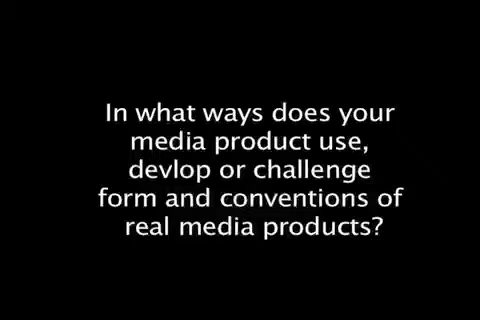 In what ways does your
media product use,
devlop or challenge
form and conventions of
real media products?